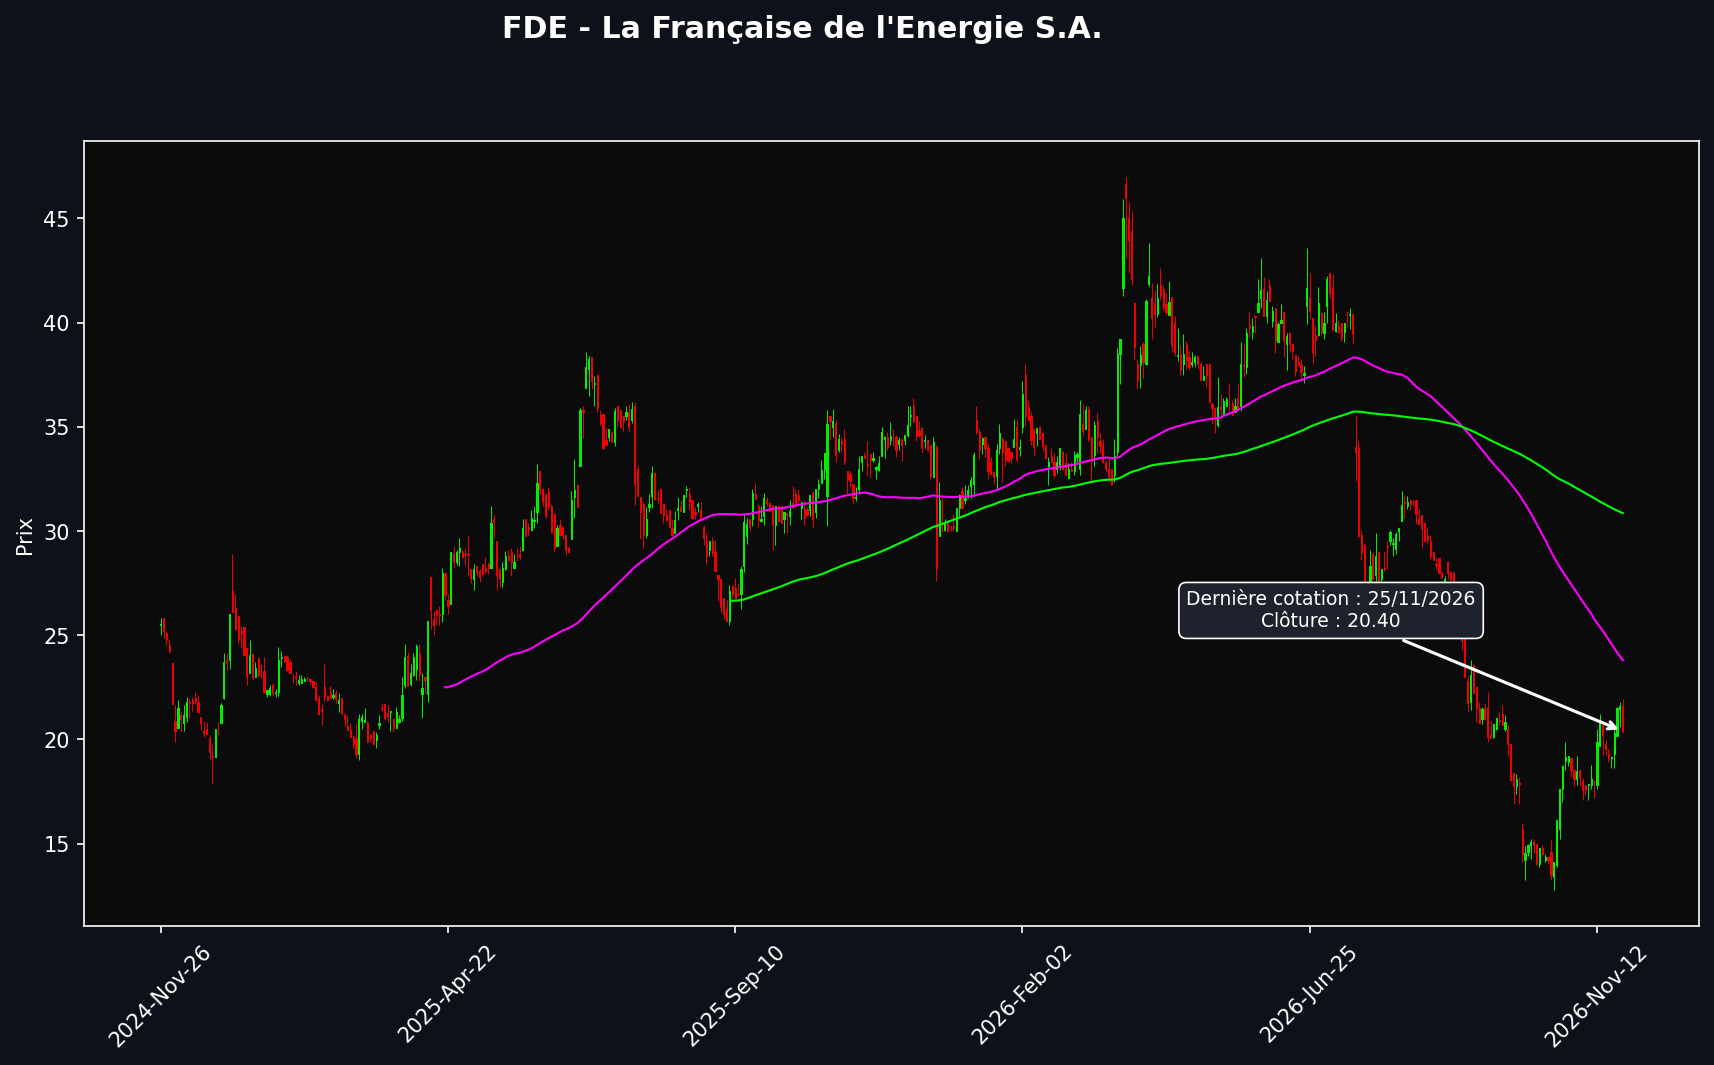 FDE - La Française de l'Energie S.A.
Prix
45
40
35
30
25
20
15
Dernière cotation : 25/11/2026
Clôture : 20.40
2024-Nov-26
2025-Apr-22
2025-Sep-10
2026-Feb-02
2026-Jun-25
2026-Nov-12